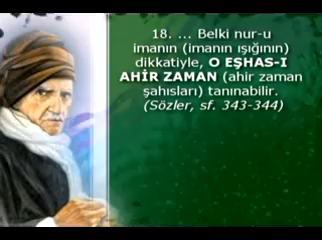 18. ... Belki nur-u
imanın (imanın ışığının)
dikkatiyle, O EŞHAS-I
AHİR ZAMAN (ahir zaman
şahısları) tanınabilir.
(Sözler, sf. 343-344)